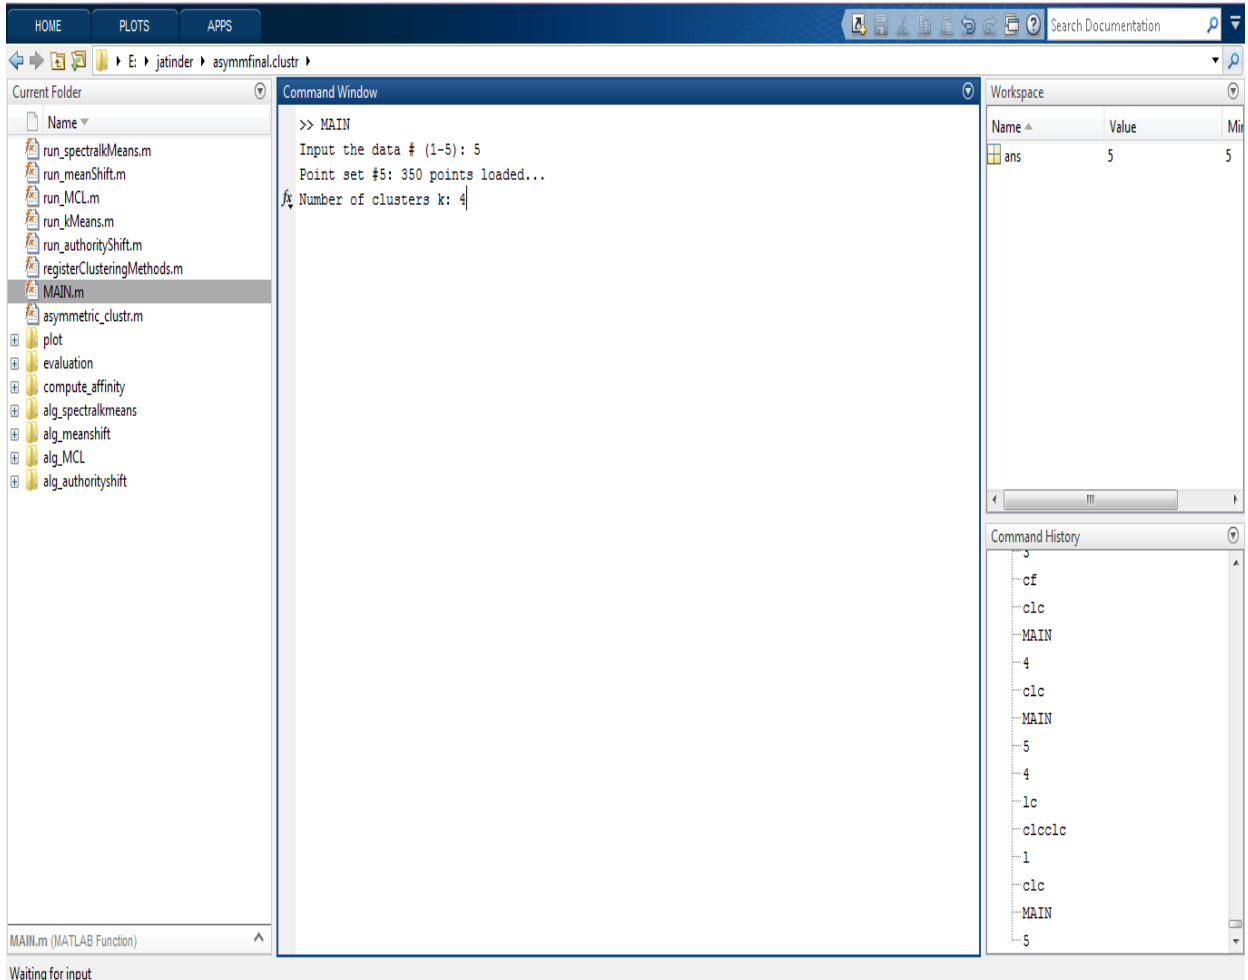 HOME PLOTS APPS Search Documentation
E: jatinder asymmfinal.clustr
Current Folder
Name
run_spectralkMeans.m
run_meanShift.m
run_MCL.m
run_kMeans.m
run_authorityShift.m
registerClusteringMethods.m
MAIN.m
asymmetric_clustr.m
plot
evaluation
compute_affinity
alg_spectralkmeans
alg_meanshift
alg_MCL
alg_authorityshift
MAIN.m (MATLAB Function)
Waiting for input
Command Window
>> MAIN
Input the data # (1-5): 5
Point set #5: 350 points loaded...
fx Number of clusters k: 4
Workspace
Name Value Min
ans 5 5
Command History
3
cf
clc
MAIN
4
clc
MAIN
5
4
lc
clcclc
1
clc
MAIN
5